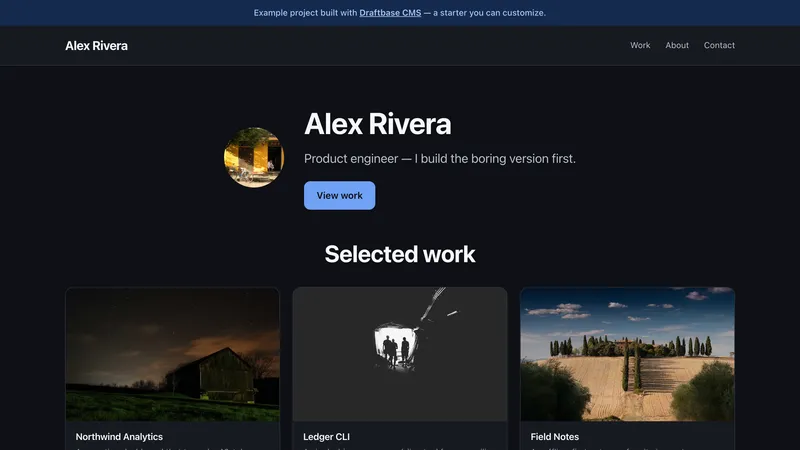 Example project built with Draftbase CMS — a starter you can customize.
Alex Rivera
Work
About
Contact
Alex Rivera
Product engineer — I build the boring version first.
View work
Selected work
Northwind Analytics
Ledger CLI
Field Notes